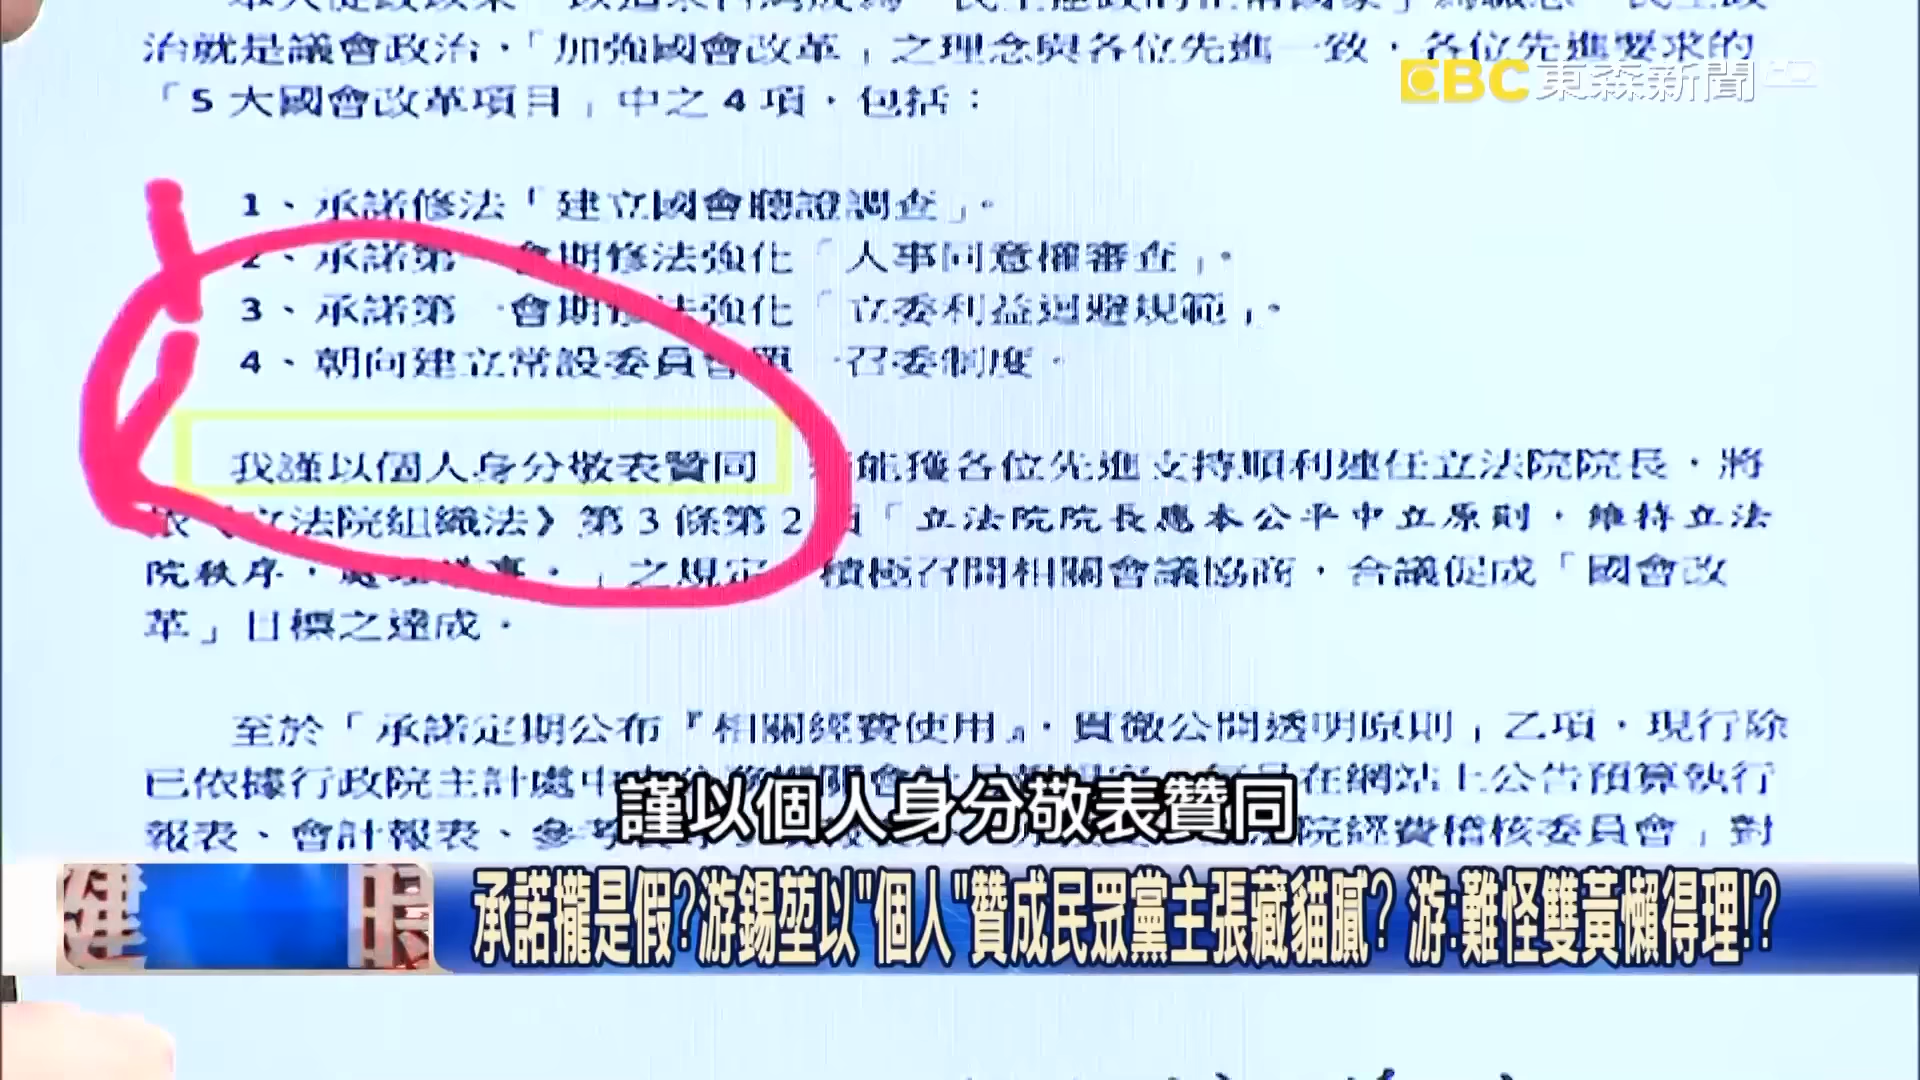 治就是議會政治,「加強國會改革」之理念與各位先進一致,各位先進要求的
EBC 東森新聞
「5大國會改革項目」中之4項,包括:
1、承諾修法「建立國會聽證調查」。
2、承諾第一會期修法強化「人事同意權審查」。
3、承諾第一會期修法強化「立委利益迴避規範」。
4、朝向建立常設委員會單一召委制度。
我謹以個人身分敬表贊同 能獲各位先進支持順利連任立法院院長,將
依《立法院組織法》第3條第2項「立法院院長應本公平中立原則,維持立法
院秩序,處理議事。」之規定 積極召開相關會議協商,合議促成「國會改
革」目標之達成。
至於「承諾定期公布『相關經費使用』,貫徹公開透明原則」乙項,現行除
已依據行政院主計處中 在網站上公告預算執行
報表、會計報表、參考 院經費稽核委員會」對
謹以個人身分敬表贊同
承諾攏是假?游錫堃以"個人"贊成民眾黨主張藏貓膩? 游:難怪雙黃懶得理!?